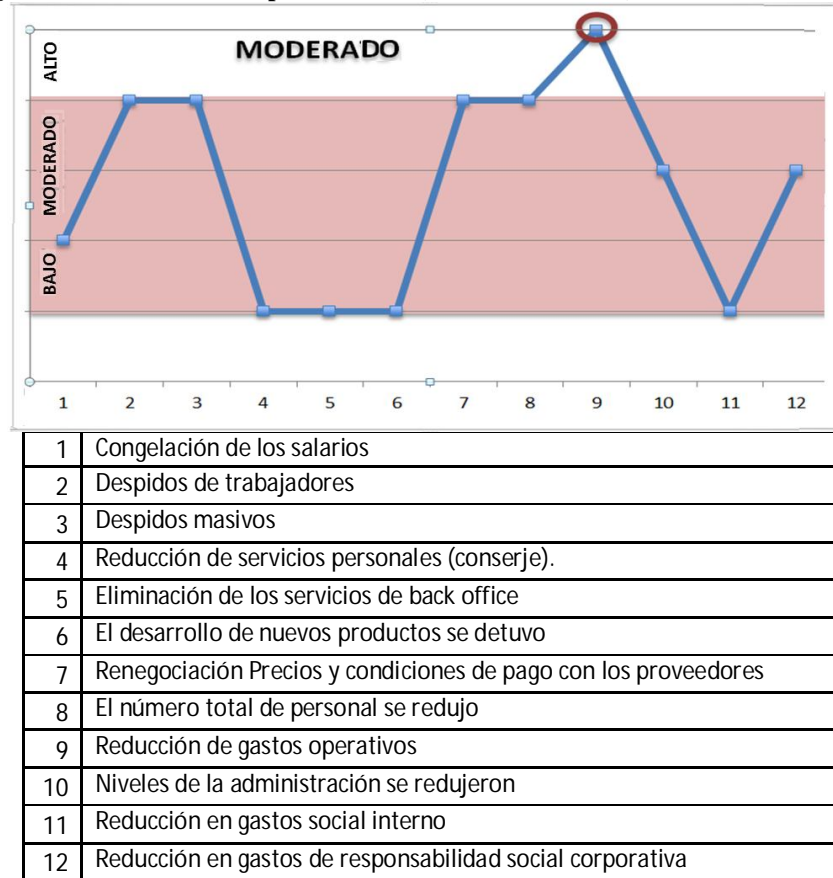 MODERADO
ALTO
MODERADO
BAJO
1 2 3 4 5 6 7 8 9 10 11 12
1 Congelación de los salarios
2 Despidos de trabajadores
3 Despidos masivos
4 Reducción de servicios personales (conserje).
5 Eliminación de los servicios de back office
6 El desarrollo de nuevos productos se detuvo
7 Renegociación Precios y condiciones de pago con los proveedores
8 El número total de personal se redujo
9 Reducción de gastos operativos
10 Niveles de la administración se redujeron
11 Reducción en gastos social interno
12 Reducción en gastos de responsabilidad social corporativa